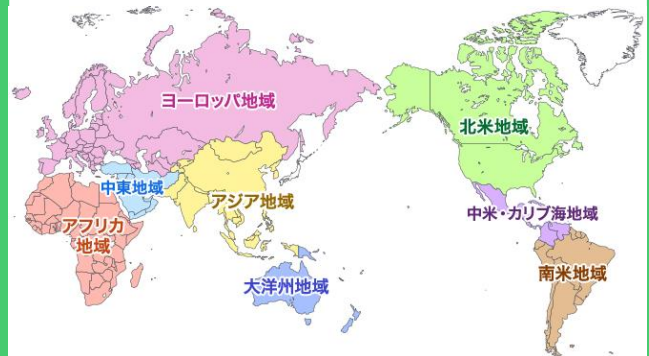 ヨーロッパ地域
北米地域
中東地域
アジア地域
アフリカ
地域
中米・カリブ海地域
大洋州地域
南米地域